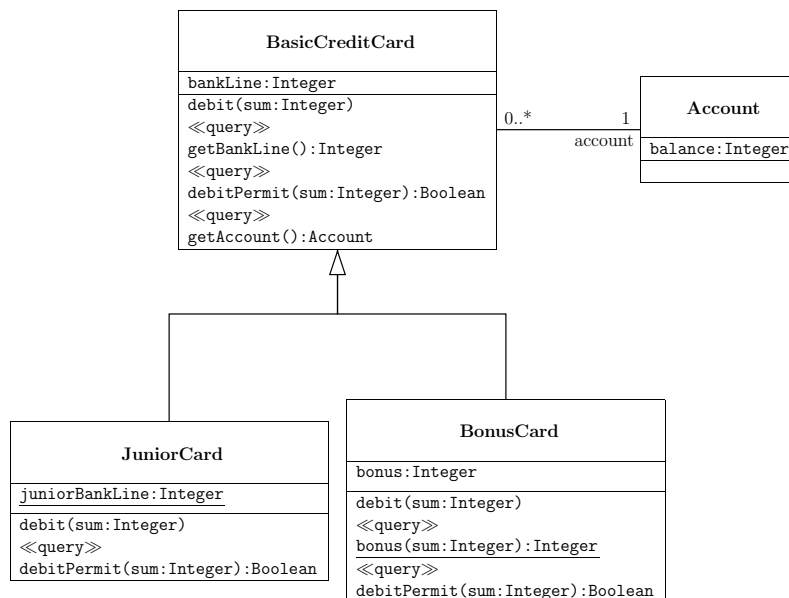 BasicCreditCard
bankLine:Integer
debit(sum:Integer)
≪query≫
getBankLine():Integer
≪query≫
debitPermit(sum:Integer):Boolean
≪query≫
getAccount():Account
0..*
1
account
Account
balance:Integer
JuniorCard
juniorBankLine:Integer
debit(sum:Integer)
≪query≫
debitPermit(sum:Integer):Boolean
BonusCard
bonus:Integer
debit(sum:Integer)
≪query≫
bonus(sum:Integer):Integer
≪query≫
debitPermit(sum:Integer):Boolean